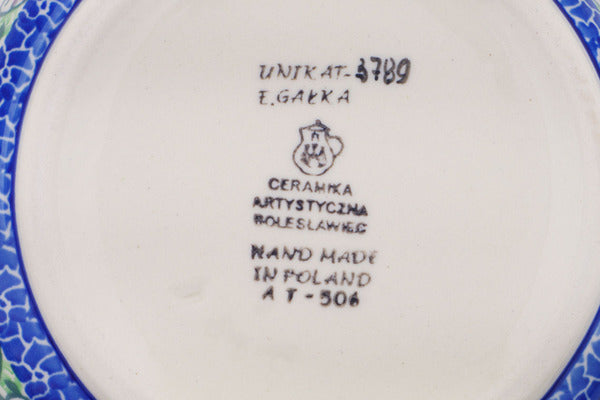 UNIKAT-3789
E.GAŁKA
CERAMIKA
ARTYSTYCZNA
BOLESŁAWIEC
HAND MADE
IN POLAND
A T - 506